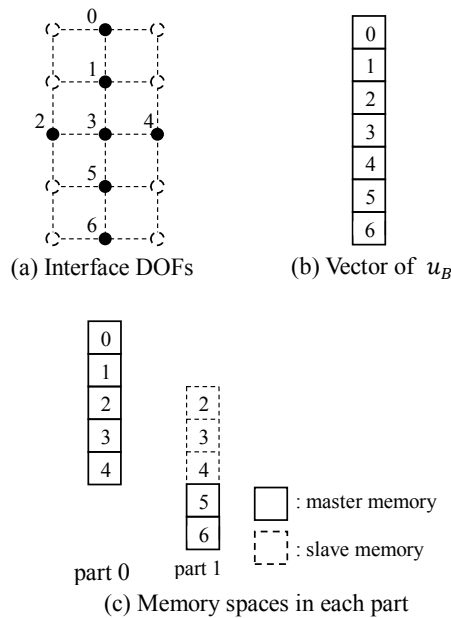 0
1
2 3 4
5
6
(a) Interface DOFs
0
1
2
3
4
5
6
(b) Vector of u_B
0
1
2
3
4
part 0
2
3
4
5
6
part 1
: master memory
: slave memory
(c) Memory spaces in each part